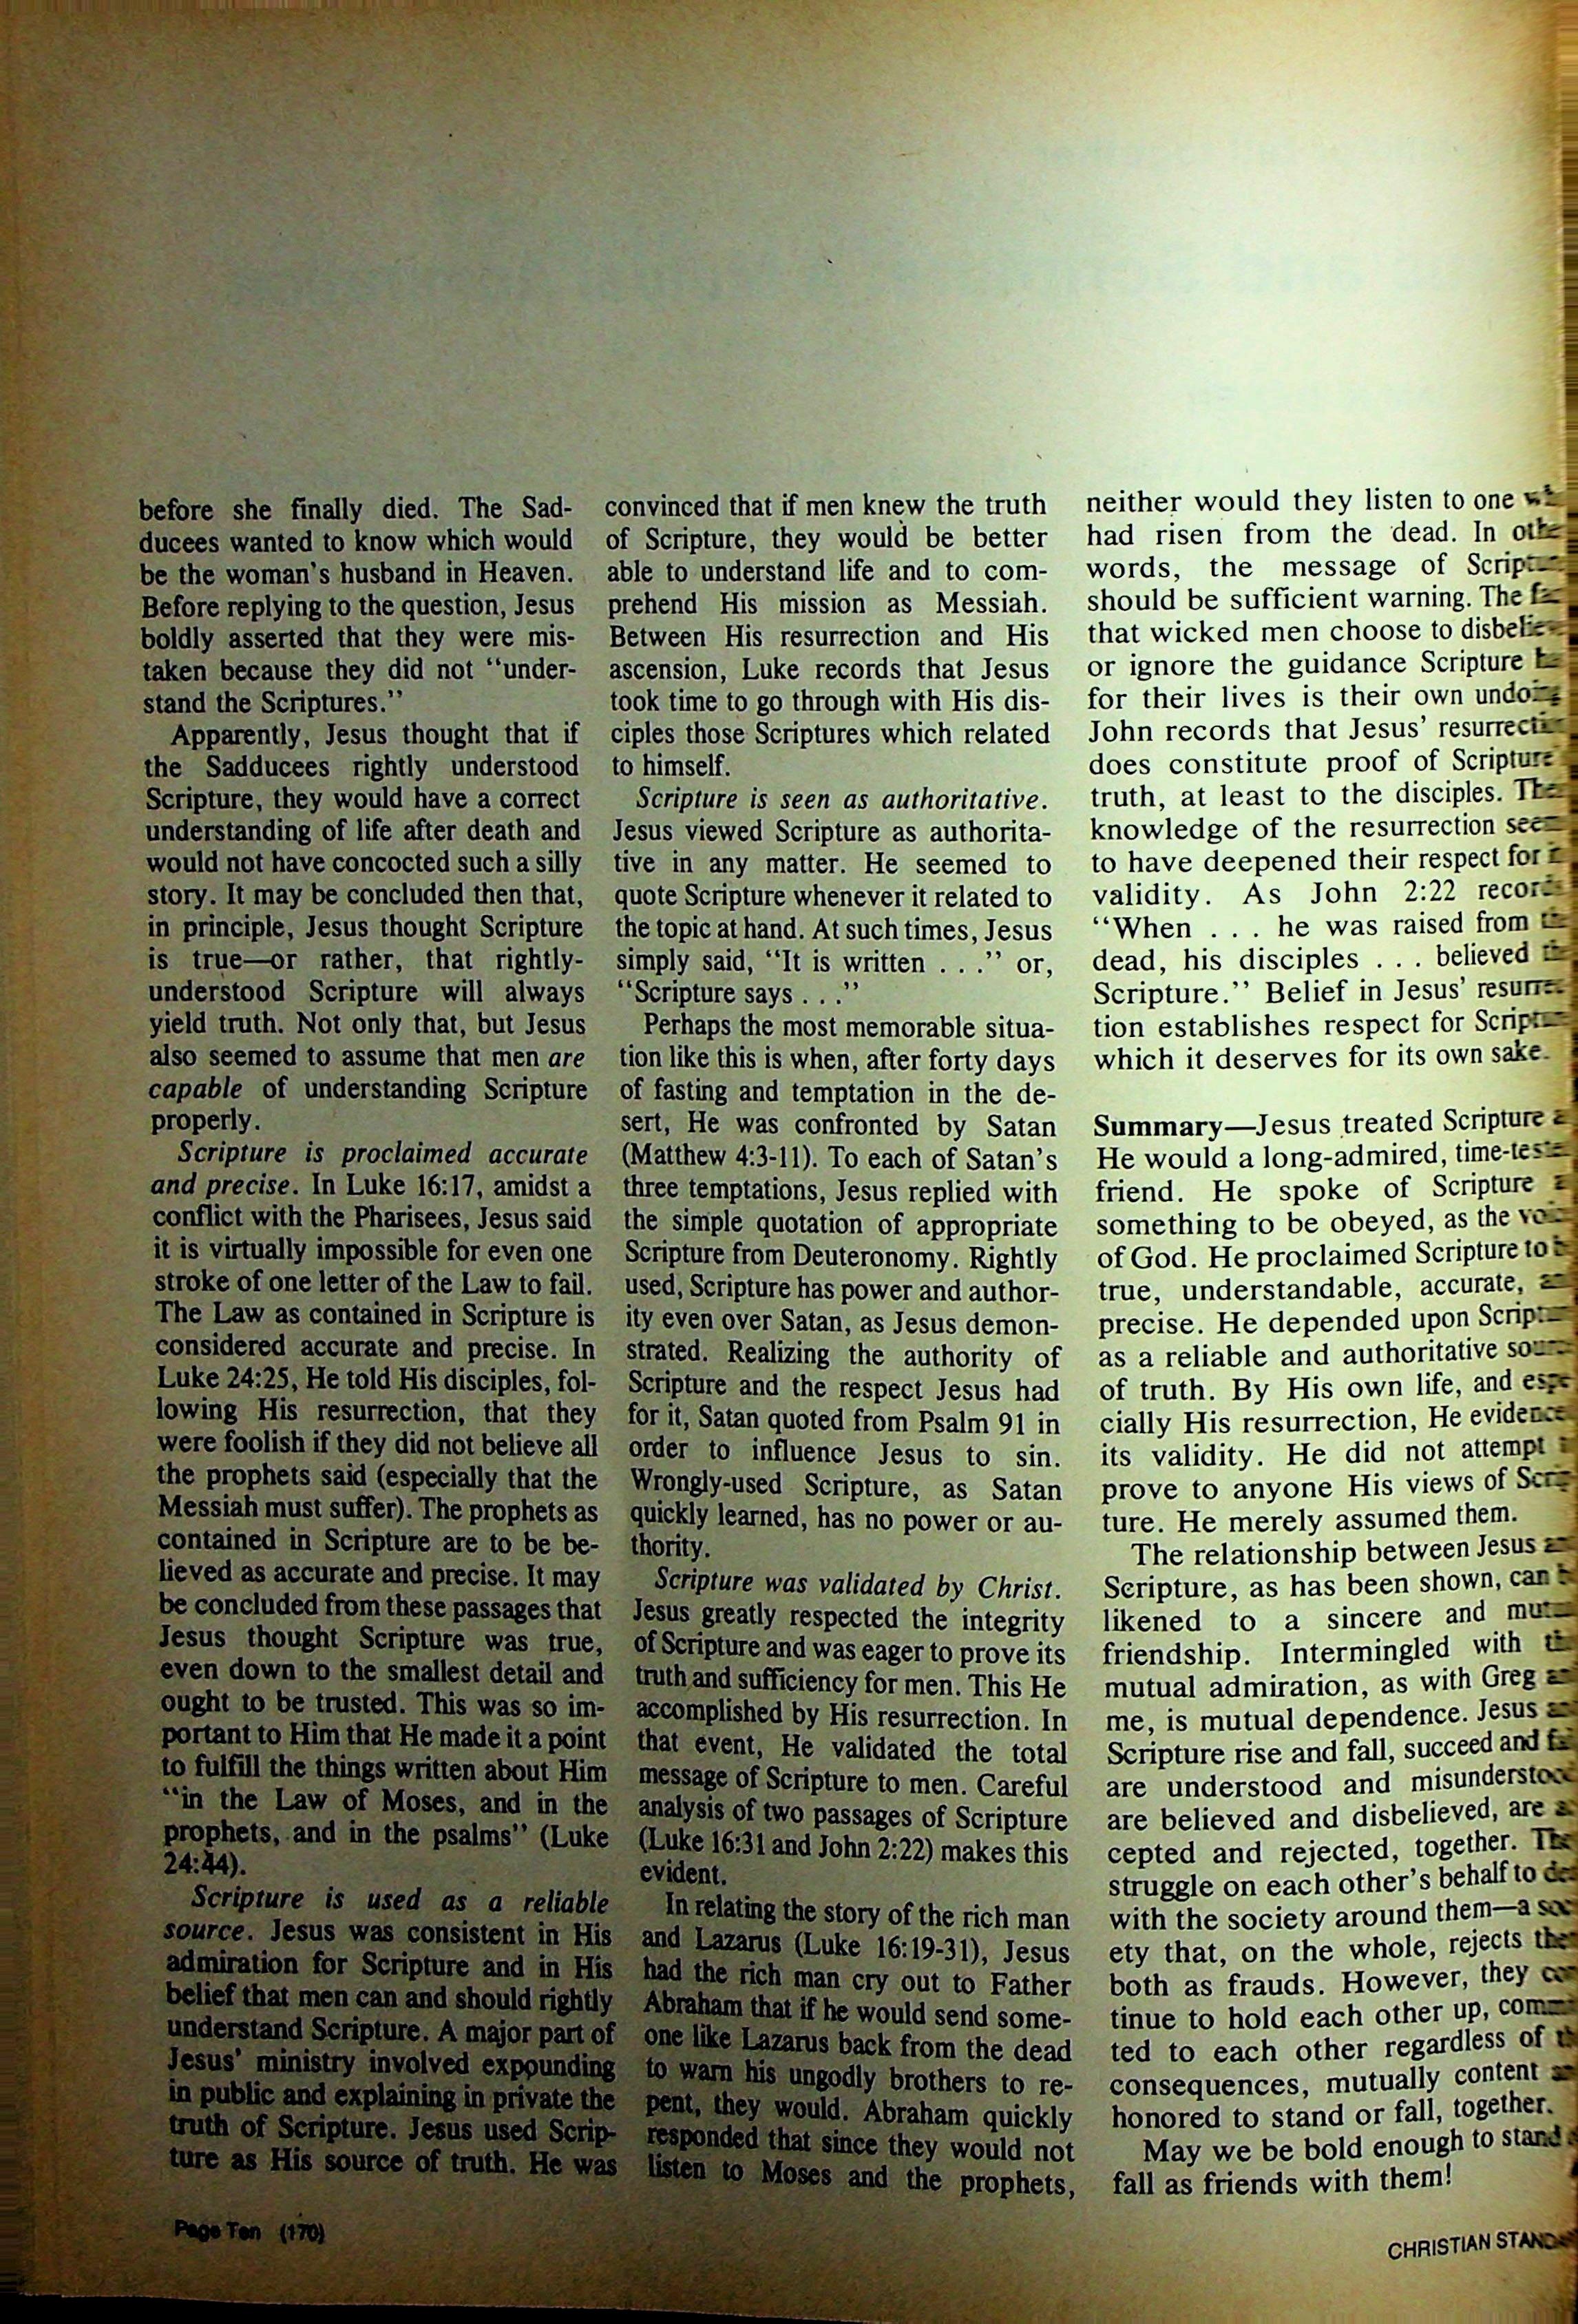 before she finally died. The Sad-
ducees wanted to know which would
be the woman's husband in Heaven.
Before replying to the question, Jesus
boldly asserted that they were mis-
taken because they did not “under-
stand the Scriptures.”
Apparently, Jesus thought that if
the Sadducees rightly understood
Scripture, they would have a correct
understanding of life after death and
would not have concocted such a silly
story. It may be concluded then that,
in principle, Jesus thought Scripture
is true—or rather, that rightly-
understood Scripture will always
yield truth. Not only that, but Jesus
also seemed to assume that men are
capable of understanding Scripture
properly.
Scripture is proclaimed accurate
and precise. In Luke 16:17, amidst a
conflict with the Pharisees, Jesus said
it is virtually impossible for even one
stroke of one letter of the Law to fail.
The Law as contained in Scripture is
considered accurate and precise. In
Luke 24:25, He told His disciples, fol-
lowing His resurrection, that they
were foolish if they did not believe all
the prophets said (especially that the
Messiah must suffer). The prophets as
contained in Scripture are to be be-
lieved as accurate and precise. It may
be concluded from these passages that
Jesus thought Scripture was true,
even down to the smallest detail and
ought to be trusted. This was so im-
portant to Him that He made it a point
to fulfill the things written about Him
“in the Law of Moses, and in the
prophets, and in the psalms” (Luke
24:44).
Scripture is used as a reliable
source. Jesus was consistent in His
admiration for Scripture and in His
belief that men can and should rightly
understand Scripture. A major part of
Jesus' ministry involved expounding
in public and explaining in private the
truth of Scripture. Jesus used Scrip-
ture as His source of truth. He was
convinced that if men knew the truth
of Scripture, they would be better
able to understand life and to com-
prehend His mission as Messiah.
Between His resurrection and His
ascension, Luke records that Jesus
took time to go through with His dis-
ciples those Scriptures which related
to himself.
Scripture is seen as authoritative.
Jesus viewed Scripture as authorita-
tive in any matter. He seemed to
quote Scripture whenever it related to
the topic at hand. At such times, Jesus
simply said, “It is written . . .” or,
“Scripture says . . .”
Perhaps the most memorable situa-
tion like this is when, after forty days
of fasting and temptation in the de-
sert, He was confronted by Satan
(Matthew 4:3-11). To each of Satan's
three temptations, Jesus replied with
the simple quotation of appropriate
Scripture from Deuteronomy. Rightly
used, Scripture has power and author-
ity even over Satan, as Jesus demon-
strated. Realizing the authority of
Scripture and the respect Jesus had
for it, Satan quoted from Psalm 91 in
order to influence Jesus to sin.
Wrongly-used Scripture, as Satan
quickly learned, has no power or au-
thority.
Scripture was validated by Christ.
Jesus greatly respected the integrity
of Scripture and was eager to prove its
truth and sufficiency for men. This He
accomplished by His resurrection. In
that event, He validated the total
message of Scripture to men. Careful
analysis of two passages of Scripture
(Luke 16:31 and John 2:22) makes this
evident.
In relating the story of the rich man
and Lazarus (Luke 16:19-31), Jesus
had the rich man cry out to Father
Abraham that if he would send some-
one like Lazarus back from the dead
to warn his ungodly brothers to re-
pent, they would. Abraham quickly
responded that since they would not
listen to Moses and the prophets,
neither would they listen to one
had risen from the dead. In
words, the message of
should be sufficient warning. The
that wicked men choose to
or ignore the guidance Scripture
for their lives is their own
John records that Jesus'
does constitute proof of Scripture
truth, at least to the disciples.
knowledge of the resurrection
to have deepened their respect for
validity. As John 2:22
“When . . . he was raised from
dead, his disciples . . . believed
Scripture.” Belief in Jesus'
tion establishes respect for
which it deserves for its own sake.
Summary—Jesus treated Scripture
He would a long-admired,
friend. He spoke of Scripture
something to be obeyed, as the
of God. He proclaimed Scripture to
true, understandable, accurate,
precise. He depended upon
as a reliable and authoritative
of truth. By His own life, and
cially His resurrection, He
its validity. He did not attempt
prove to anyone His views of
ture. He merely assumed them.
The relationship between Jesus
Scripture, as has been shown, can
likened to a sincere and
friendship. Intermingled with
mutual admiration, as with Greg
me, is mutual dependence. Jesus
Scripture rise and fall, succeed and
are understood and
are believed and disbelieved, are
cepted and rejected, together.
struggle on each other's behalf to
with the society around them—a
ety that, on the whole, rejects
both as frauds. However, they
tinue to hold each other up,
ted to each other regardless of
consequences, mutually content
honored to stand or fall, together.
May we be bold enough to stand
fall as friends with them!
Page Ten (170)
CHRISTIAN